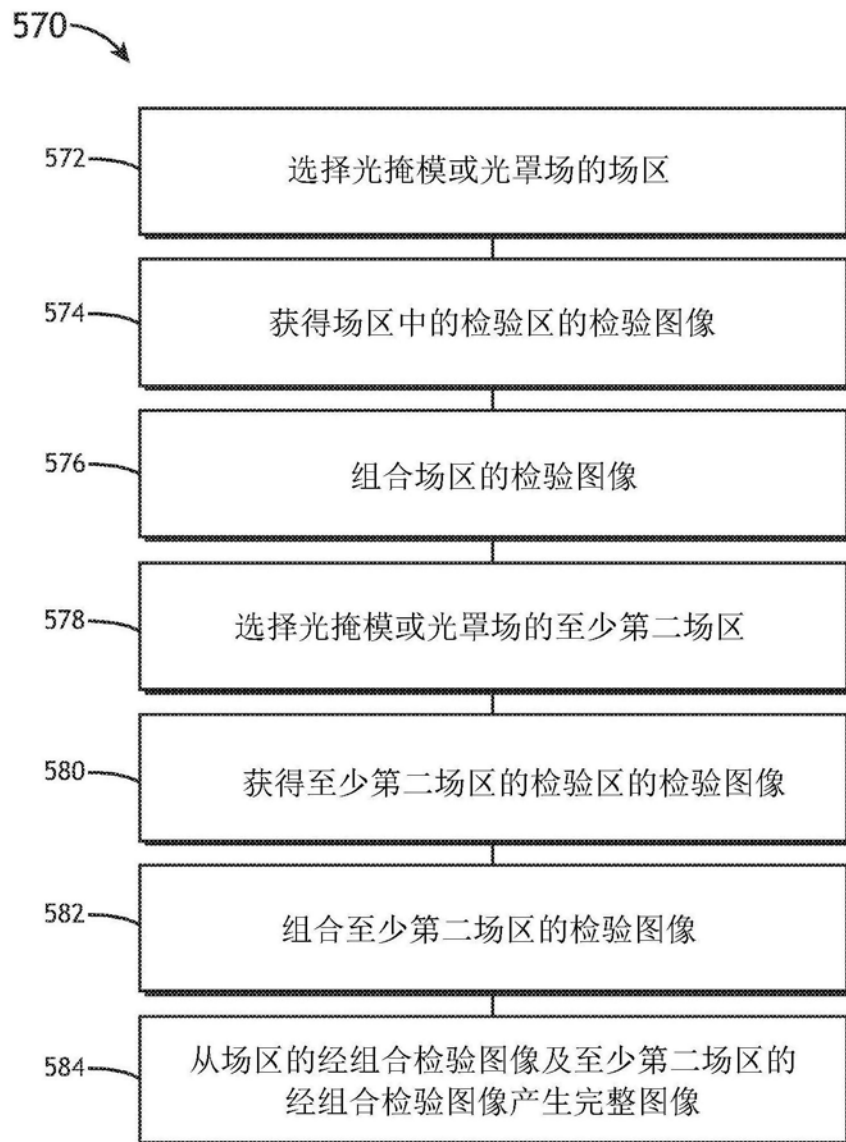 570
572
选择光掩模或光罩场的场区
574
获得场区中的检验区的检验图像
576
组合场区的检验图像
578
选择光掩模或光罩场的至少第二场区
580
获得至少第二场区的检验区的检验图像
582
组合至少第二场区的检验图像
584
从场区的经组合检验图像及至少第二场区的
经组合检验图像产生完整图像